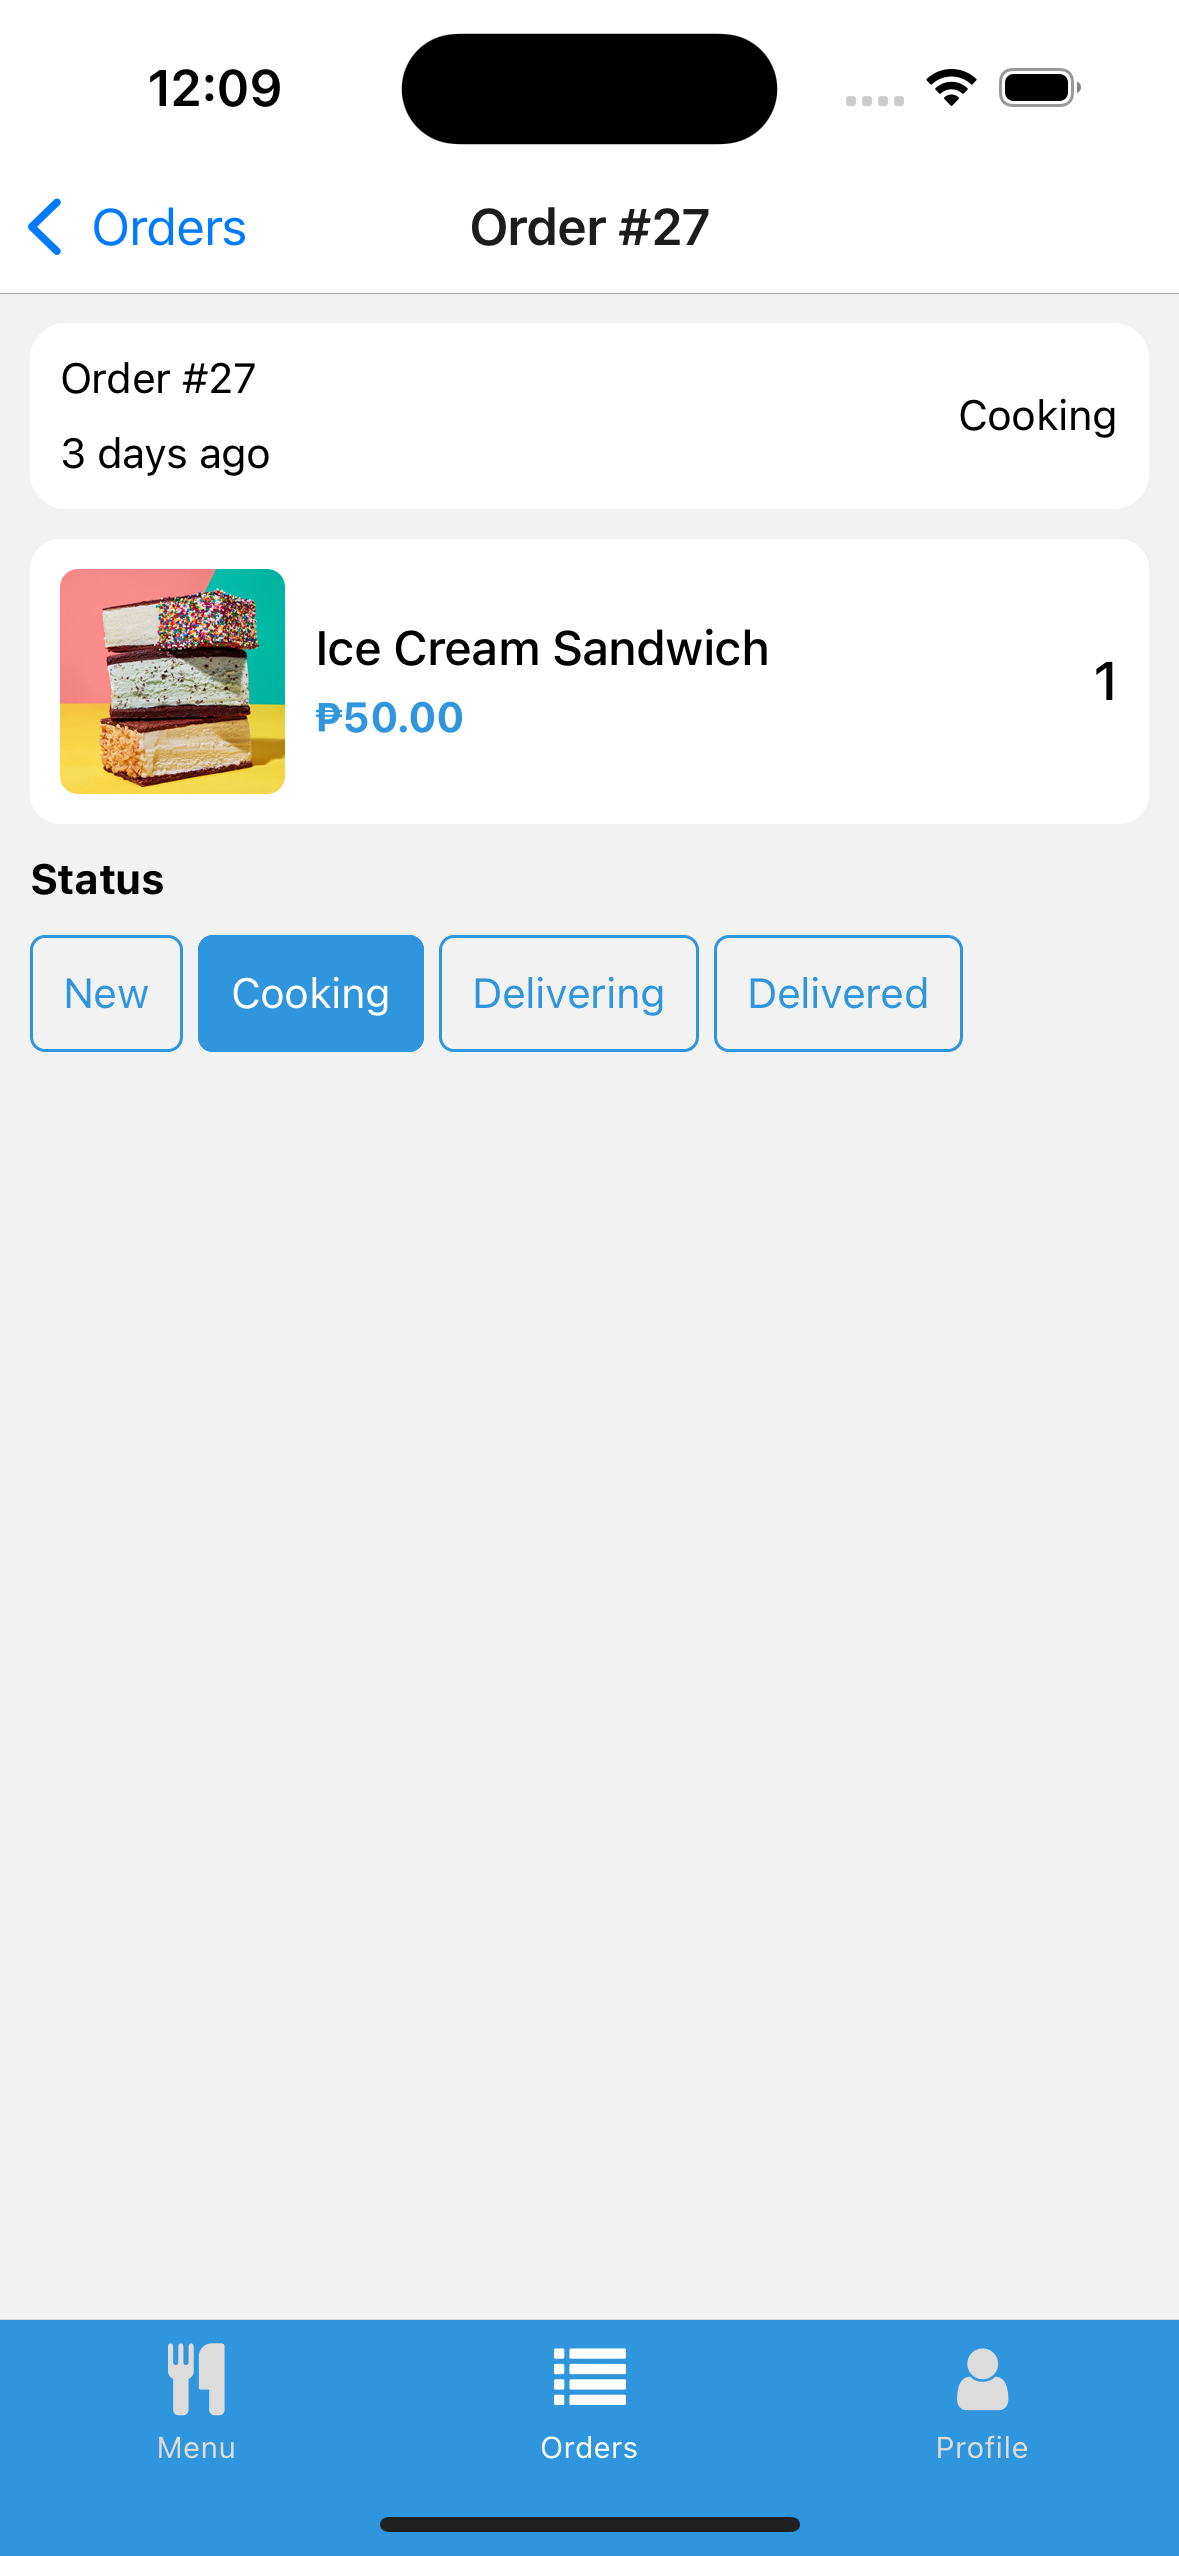 12:09
Orders
Order #27
Order #27
3 days ago
Cooking
Ice Cream Sandwich
₱50.00
1
Status
New
Cooking
Delivering
Delivered
Menu
Orders
Profile